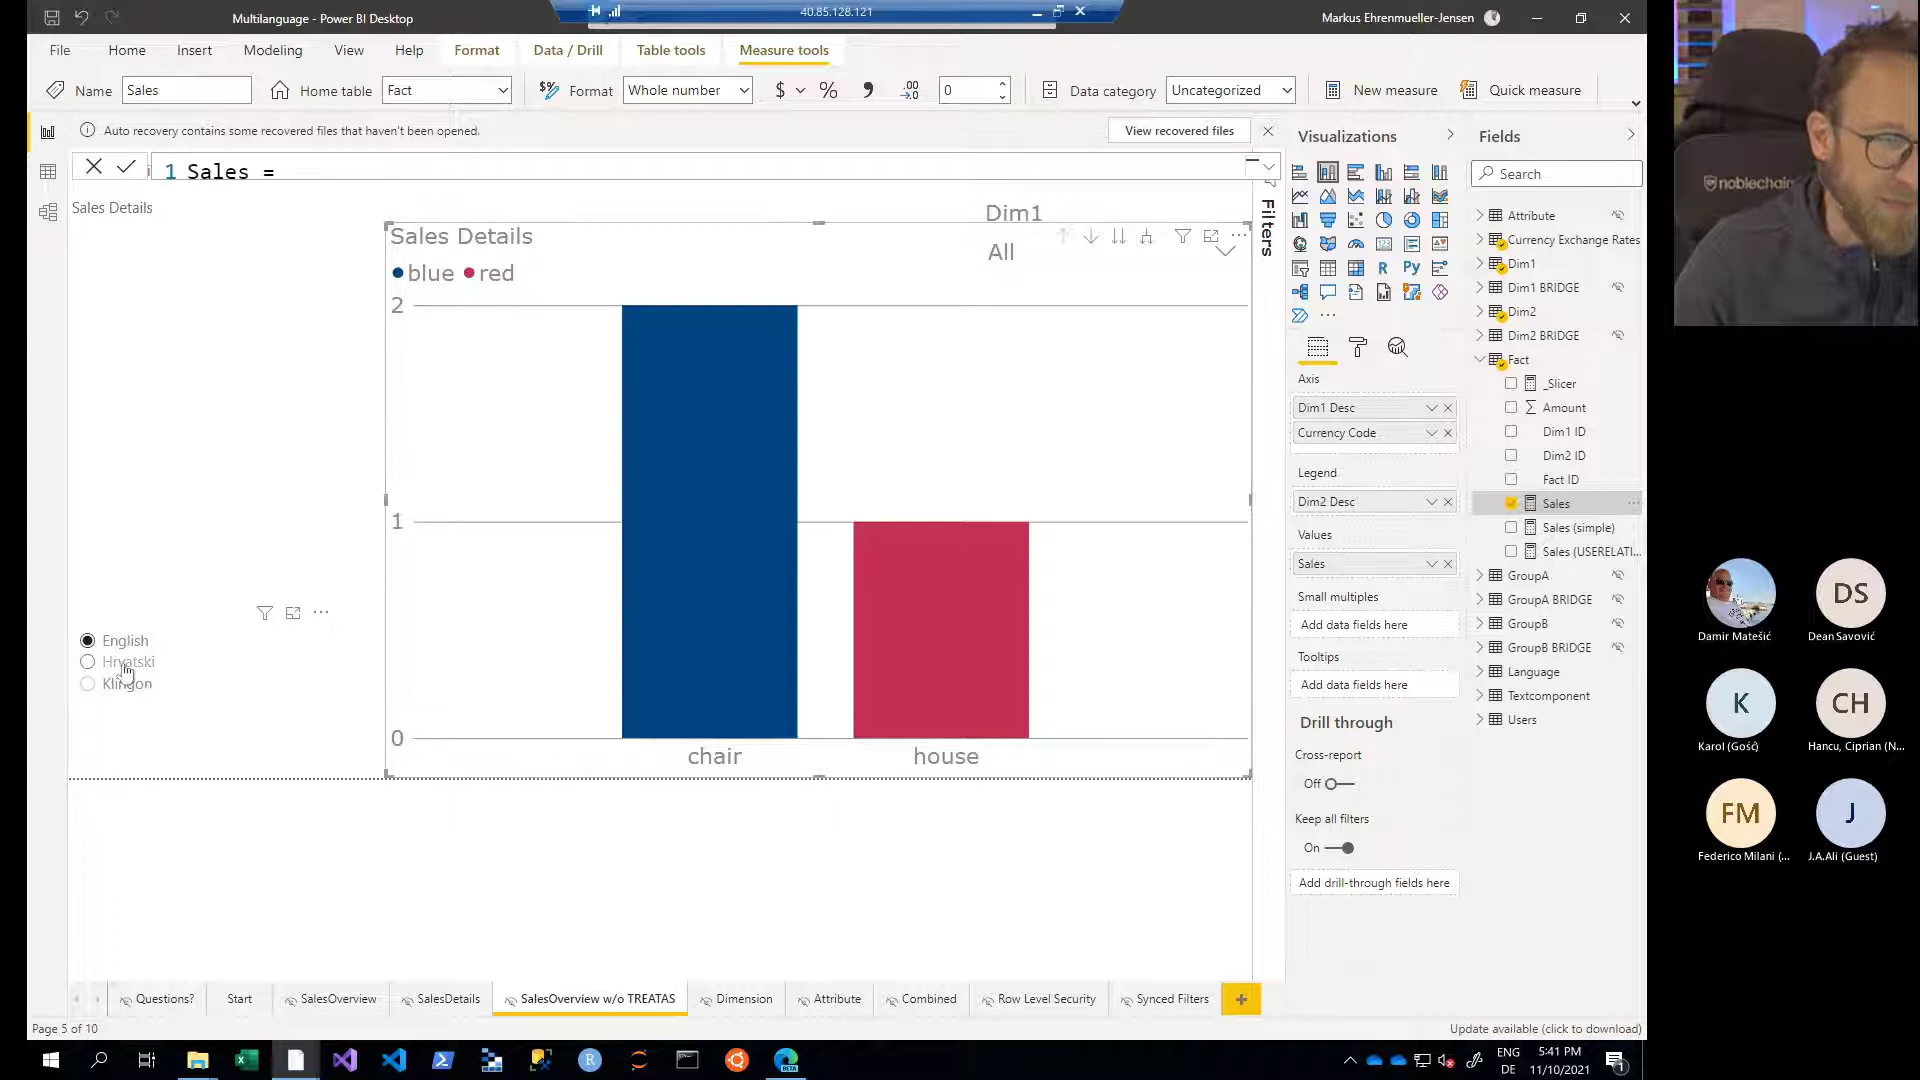 Multilanguage - Power BI Desktop
40.85.128.121
Markus Ehrenmueller-Jensen
File
Home
Insert
Modeling
View
Help
Format
Data / Drill
Table tools
Measure tools
Name
Sales
Home table
Fact
Format
Whole number
$
%
0
Data category
Uncategorized
New measure
Quick measure
Auto recovery contains some recovered files that haven't been opened.
View recovered files
1 Sales =
Sales Details
Sales Details
Dim1
All
blue
red
2
1
0
chair
house
English
Hrvatski
Klingon
Filters
Visualizations
R
Py
Axis
Dim1 Desc
Currency Code
Legend
Dim2 Desc
Values
Sales
Small multiples
Add data fields here
Tooltips
Add data fields here
Drill through
Cross-report
Off
Keep all filters
On
Add drill-through fields here
Fields
Search
Attribute
Currency Exchange Rates
Dim1
Dim1 BRIDGE
Dim2
Dim2 BRIDGE
Fact
_Slicer
Amount
Dim1 ID
Dim2 ID
Fact ID
Sales
Sales (simple)
Sales (USERELATI...
GroupA
GroupA BRIDGE
GroupB
GroupB BRIDGE
Language
Textcomponent
Users
Questions?
Start
SalesOverview
SalesDetails
SalesOverview w/o TREATAS
Dimension
Attribute
Combined
Row Level Security
Synced Filters
Page 5 of 10
Update available (click to download)
ENG
DE
5:41 PM
11/10/2021
1
noblechair
Damir Matešić
DS
Dean Savović
K
Karol (Gość)
CH
Hancu, Ciprian (N...
FM
Federico Milani (...
J
J.A.Ali (Guest)